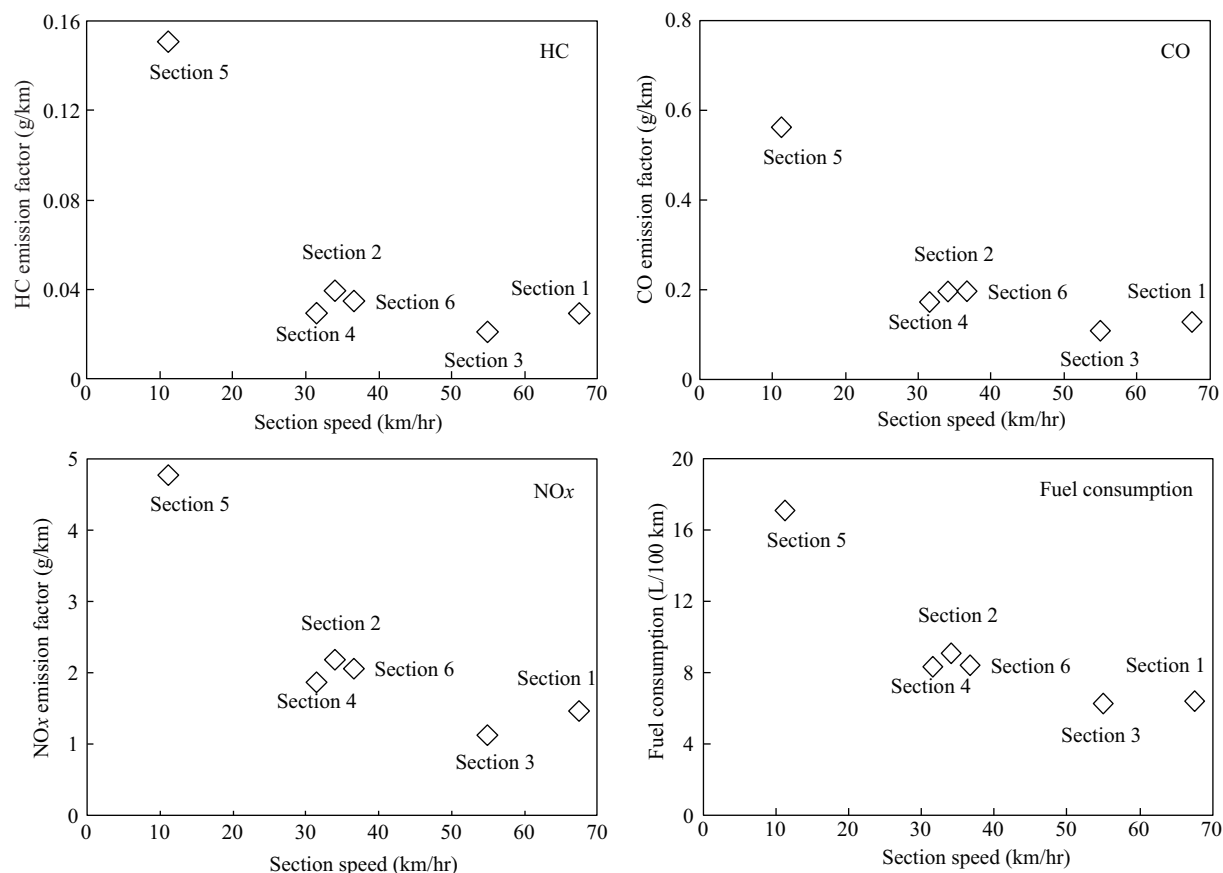 HC
HC emission factor (g/km)
0.16
0.12
0.08
0.04
0
Section 5
Section 2
Section 6
Section 4
Section 1
Section 3
0 10 20 30 40 50 60 70
Section speed (km/hr)
CO
CO emission factor (g/km)
0.8
0.6
0.4
0.2
0
Section 5
Section 2
Section 6
Section 4
Section 1
Section 3
0 10 20 30 40 50 60 70
Section speed (km/hr)
NOx
NOx emission factor (g/km)
5
4
3
2
1
0
Section 5
Section 2
Section 6
Section 4
Section 1
Section 3
0 10 20 30 40 50 60 70
Section speed (km/hr)
Fuel consumption
Fuel consumption (L/100 km)
20
16
12
8
4
0
Section 5
Section 2
Section 6
Section 4
Section 1
Section 3
0 10 20 30 40 50 60 70
Section speed (km/hr)